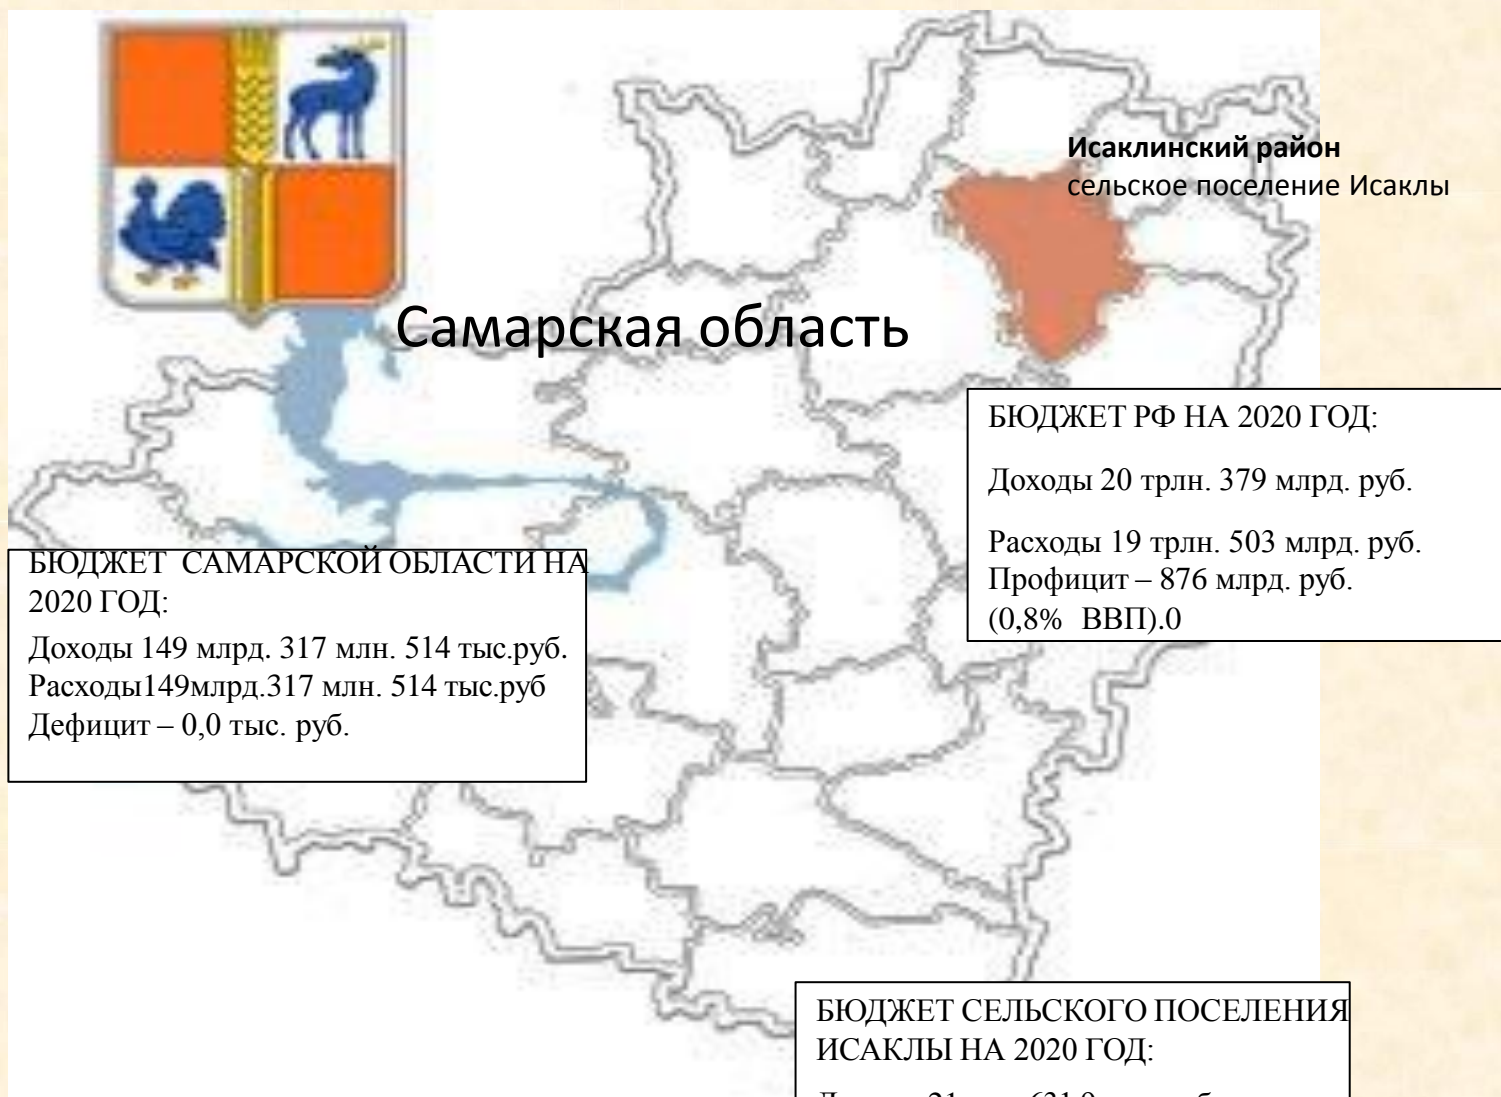 Исаклинский район
сельское поселение Исаклы
Самарская область
БЮДЖЕТ РФ НА 2020 ГОД:
Доходы 20 трлн. 379 млрд. руб.
Расходы 19 трлн. 503 млрд. руб.
Профицит – 876 млрд. руб.
(0,8% ВВП).0
БЮДЖЕТ САМАРСКОЙ ОБЛАСТИ НА
2020 ГОД:
Доходы 149 млрд. 317 млн. 514 тыс.руб.
Расходы149млрд.317 млн. 514 тыс.руб
Дефицит – 0,0 тыс. руб.
БЮДЖЕТ СЕЛЬСКОГО ПОСЕЛЕНИЯ
ИСАКЛЫ НА 2020 ГОД: